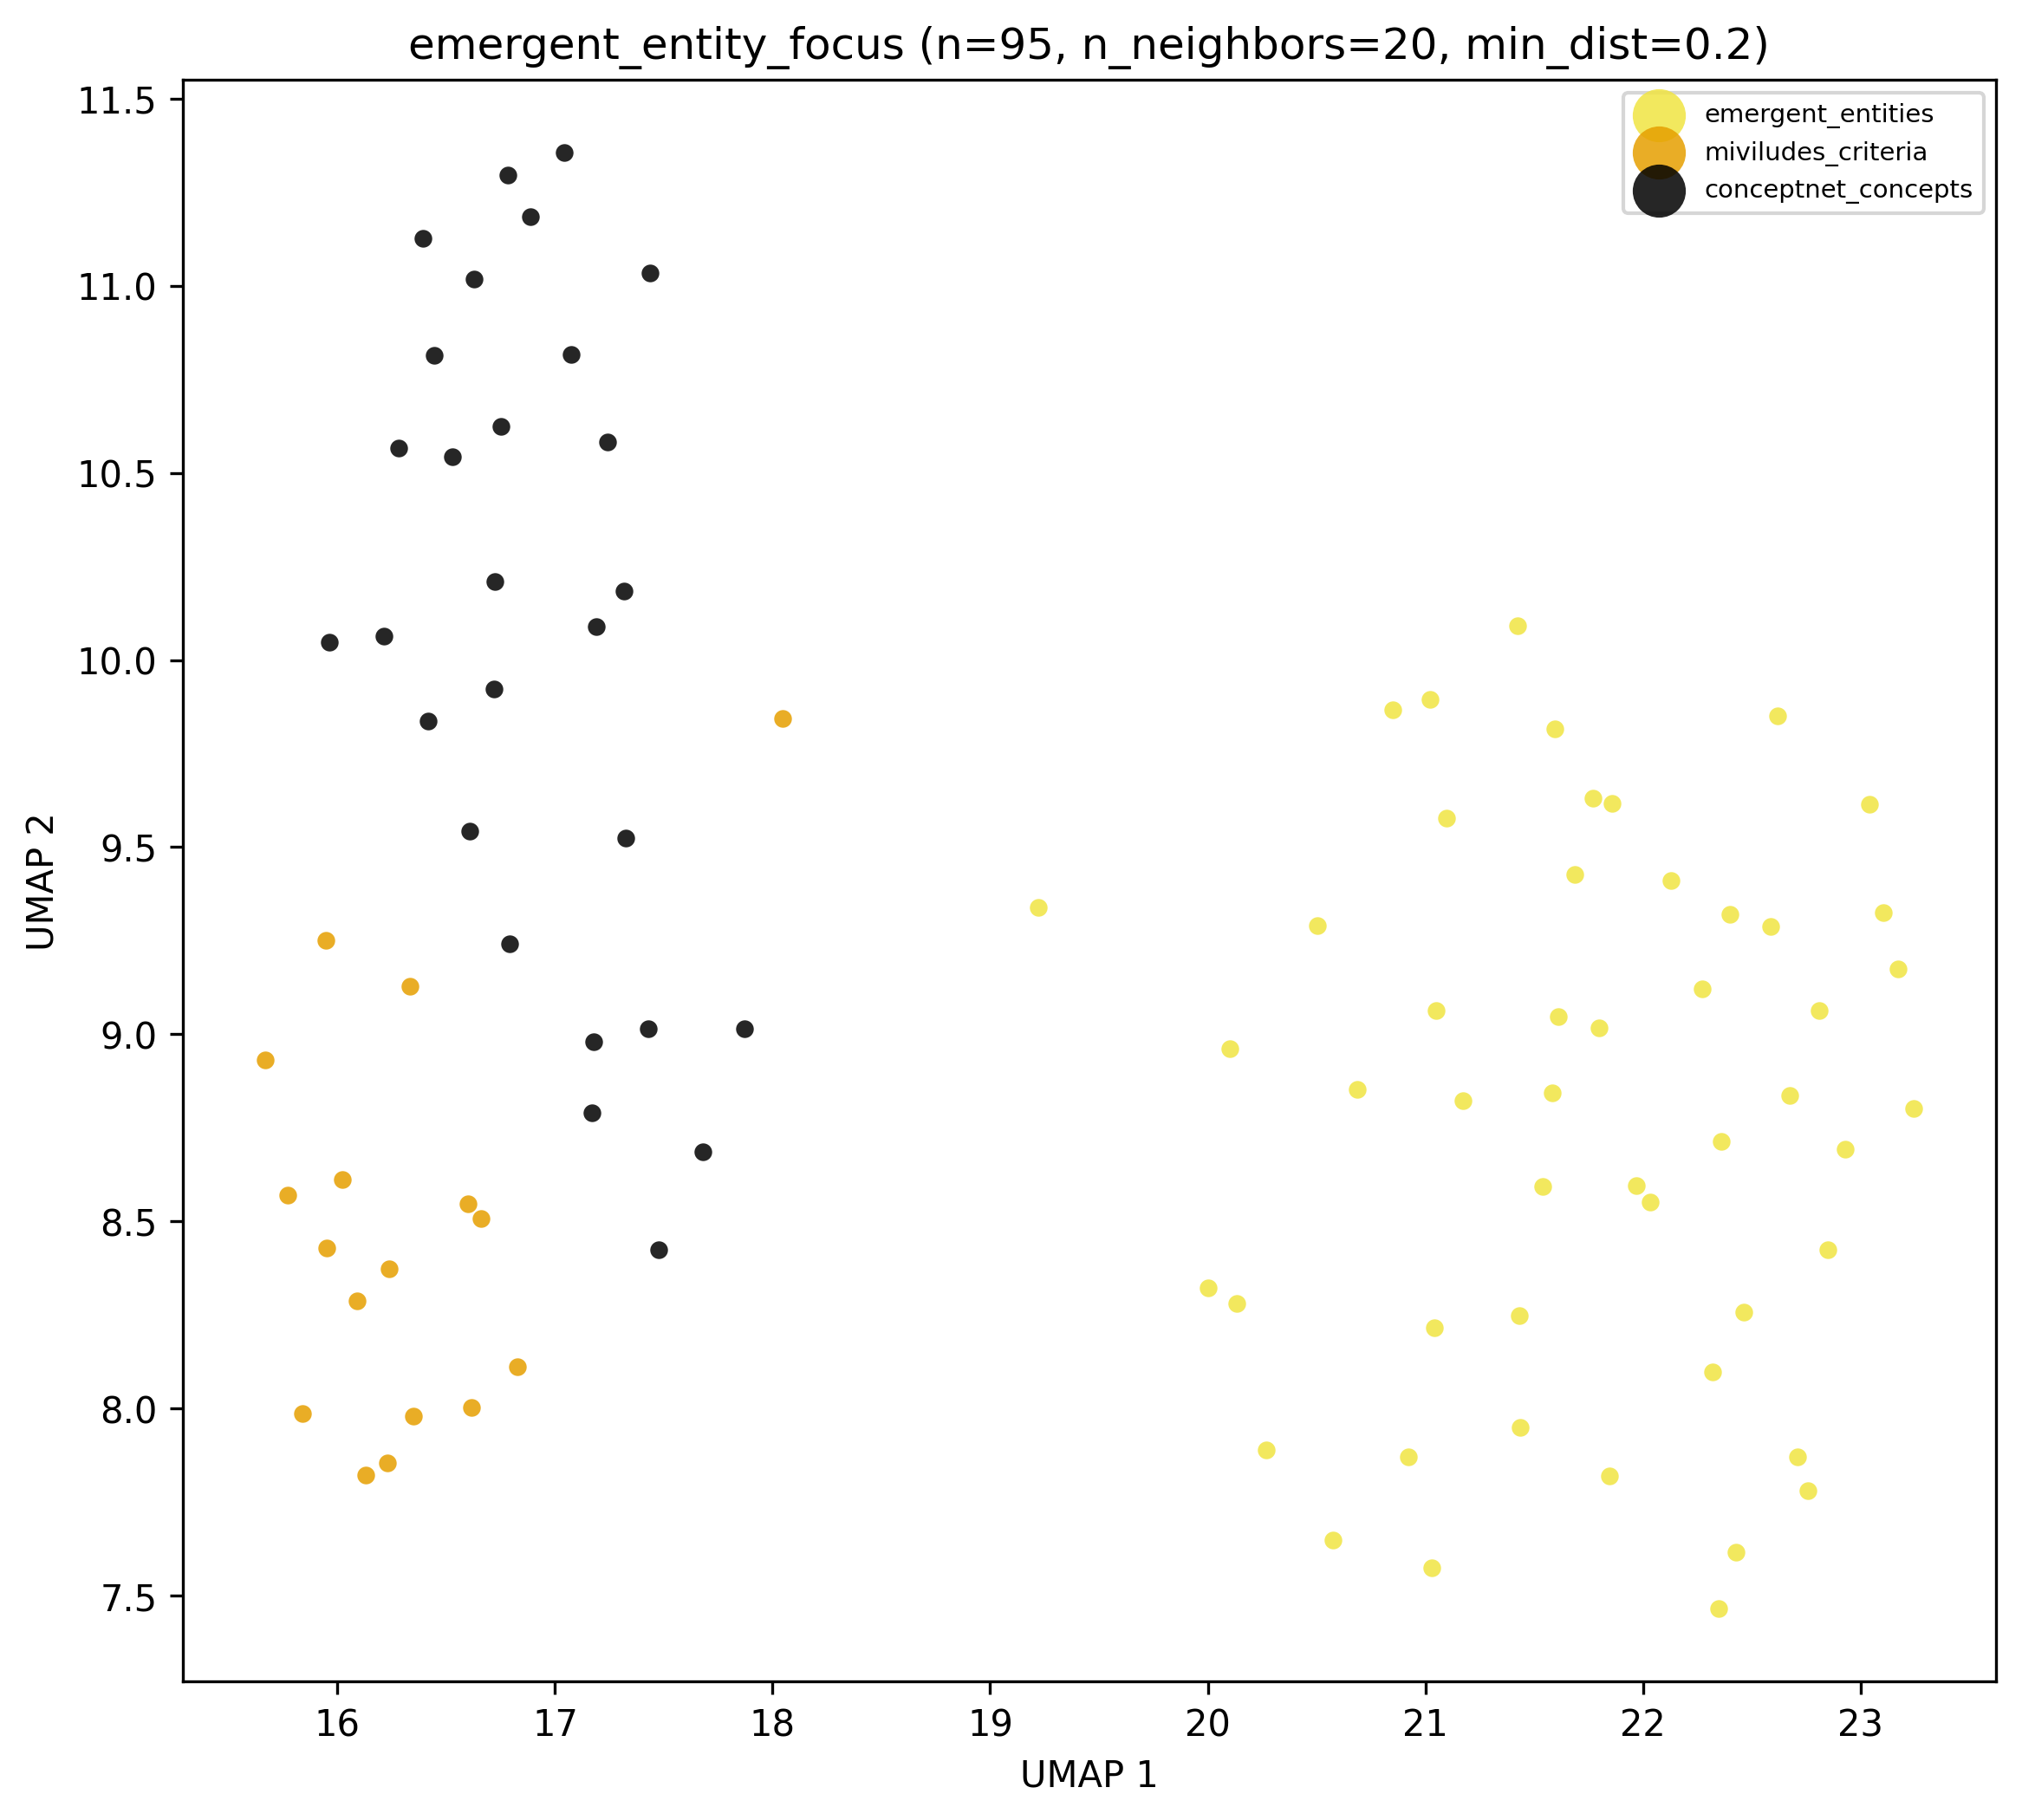 emergent_entity_focus (n=95, n_neighbors=20, min_dist=0.2)
emergent_entities
miviludes_criteria
conceptnet_concepts
11.5
11.0
10.5
10.0
9.5
9.0
8.5
8.0
7.5
UMAP 2
16 17 18 19 20 21 22 23
UMAP 1